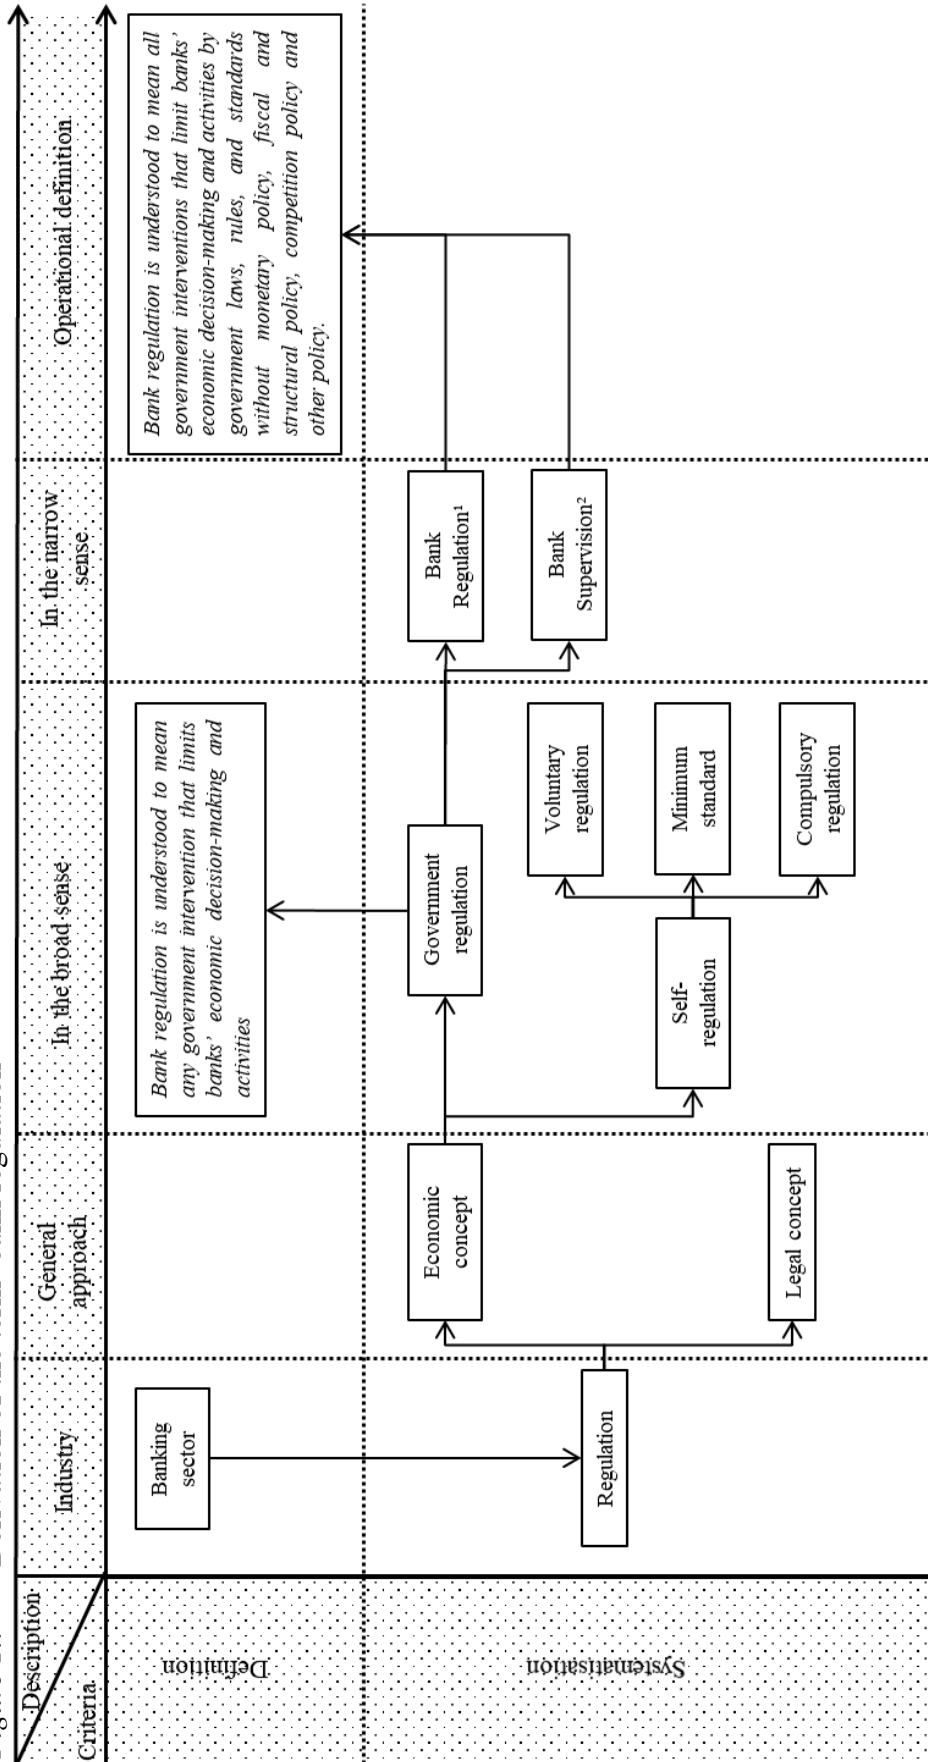 Description
Criteria
Industry
General
approach
In the broad sense
In the narrow
sense
Operational definition
Definition
Banking
sector
Bank regulation is understood to mean
any government intervention that limits
banks' economic decision-making and
activities
Bank regulation is understood to mean all
government interventions that limit banks'
economic decision-making and activities by
government laws, rules, and standards
without monetary policy, fiscal and
structural policy, competition policy and
other policy.
Systematisation
Regulation
Economic
concept
Legal concept
Government
regulation
Self-
regulation
Voluntary
regulation
Minimum
standard
Compulsory
regulation
Bank
Regulation¹
Bank
Supervision²